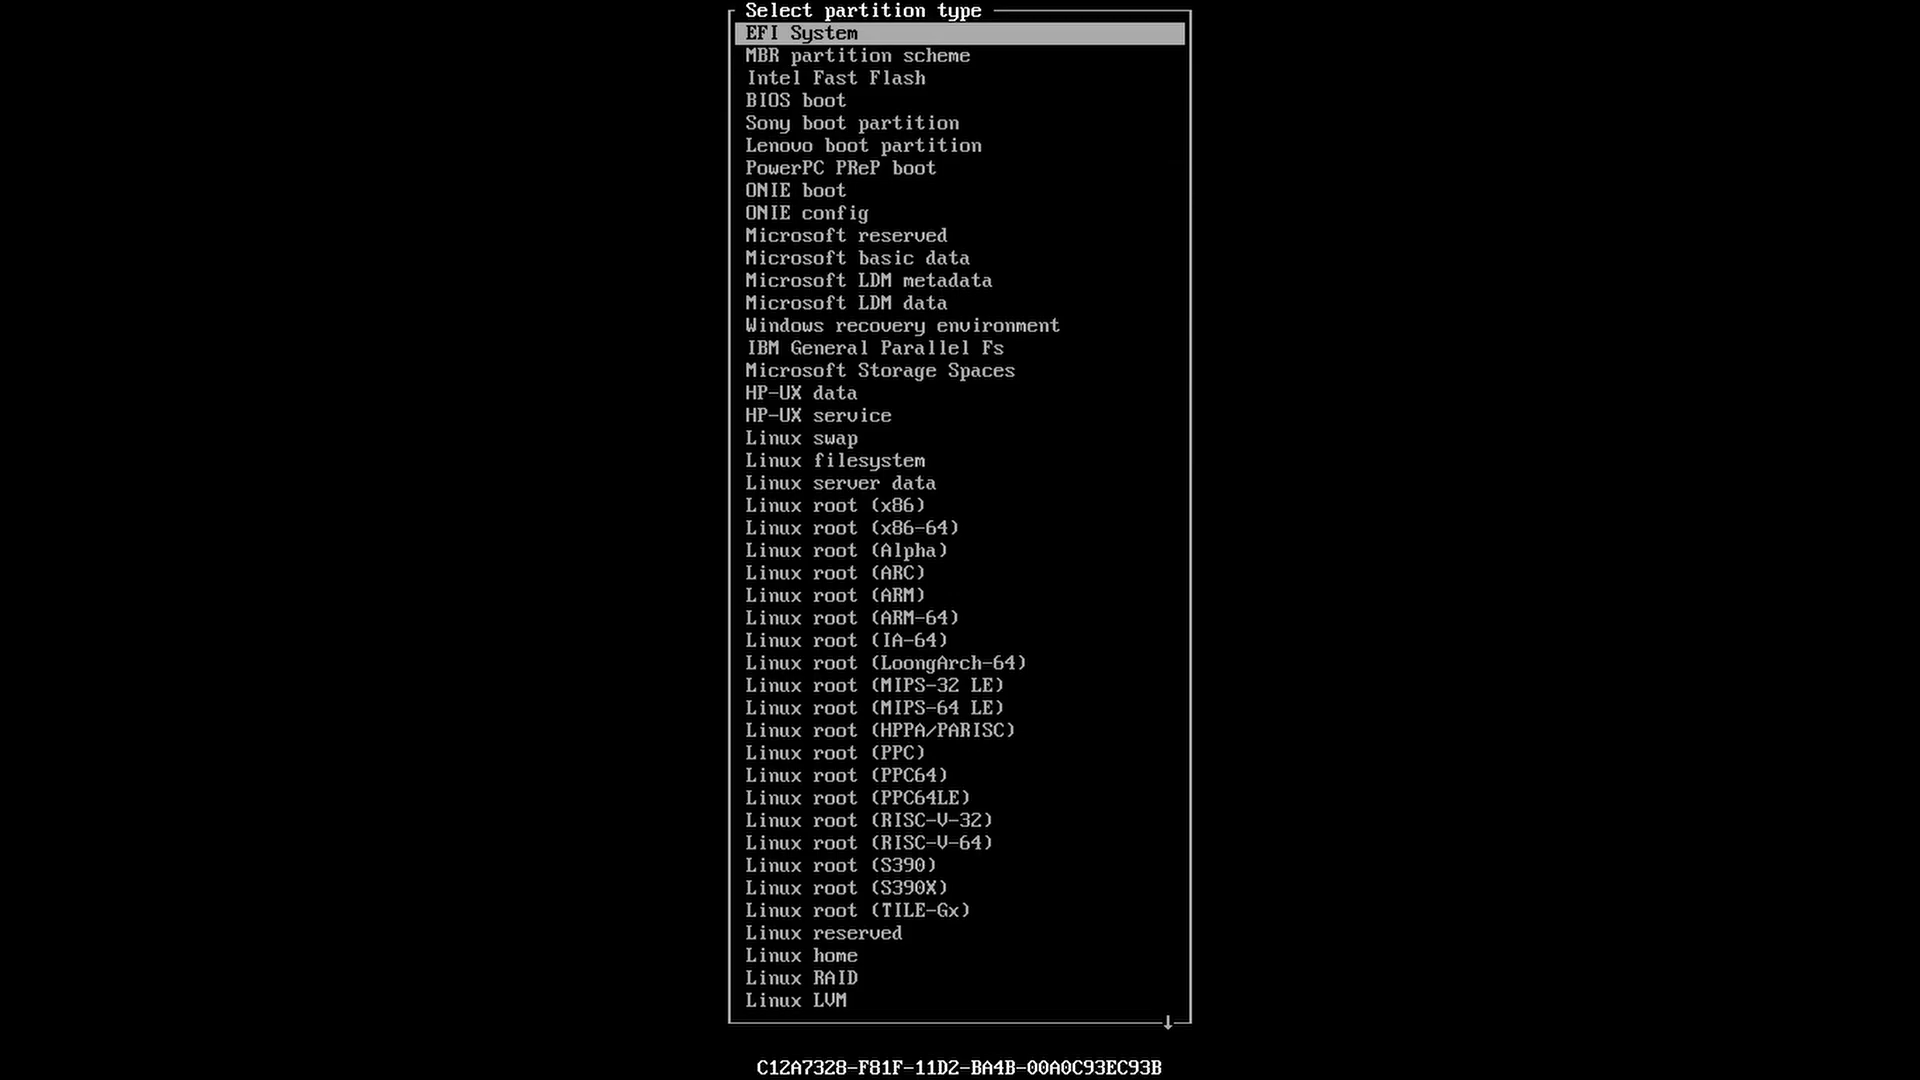 Select partition type
EFI System
MBR partition scheme
Intel Fast Flash
BIOS boot
Sony boot partition
Lenovo boot partition
PowerPC PReP boot
ONIE boot
ONIE config
Microsoft reserved
Microsoft basic data
Microsoft LDM metadata
Microsoft LDM data
Windows recovery environment
IBM General Parallel Fs
Microsoft Storage Spaces
HP-UX data
HP-UX service
Linux swap
Linux filesystem
Linux server data
Linux root (x86)
Linux root (x86-64)
Linux root (Alpha)
Linux root (ARC)
Linux root (ARM)
Linux root (ARM-64)
Linux root (IA-64)
Linux root (LoongArch-64)
Linux root (MIPS-32 LE)
Linux root (MIPS-64 LE)
Linux root (HPPA/PARISC)
Linux root (PPC)
Linux root (PPC64)
Linux root (PPC64LE)
Linux root (RISC-V-32)
Linux root (RISC-V-64)
Linux root (S390)
Linux root (S390X)
Linux root (TILE-Gx)
Linux reserved
Linux home
Linux RAID
Linux LVM
C12A7328-F81F-11D2-BA4B-00A0C93EC93B